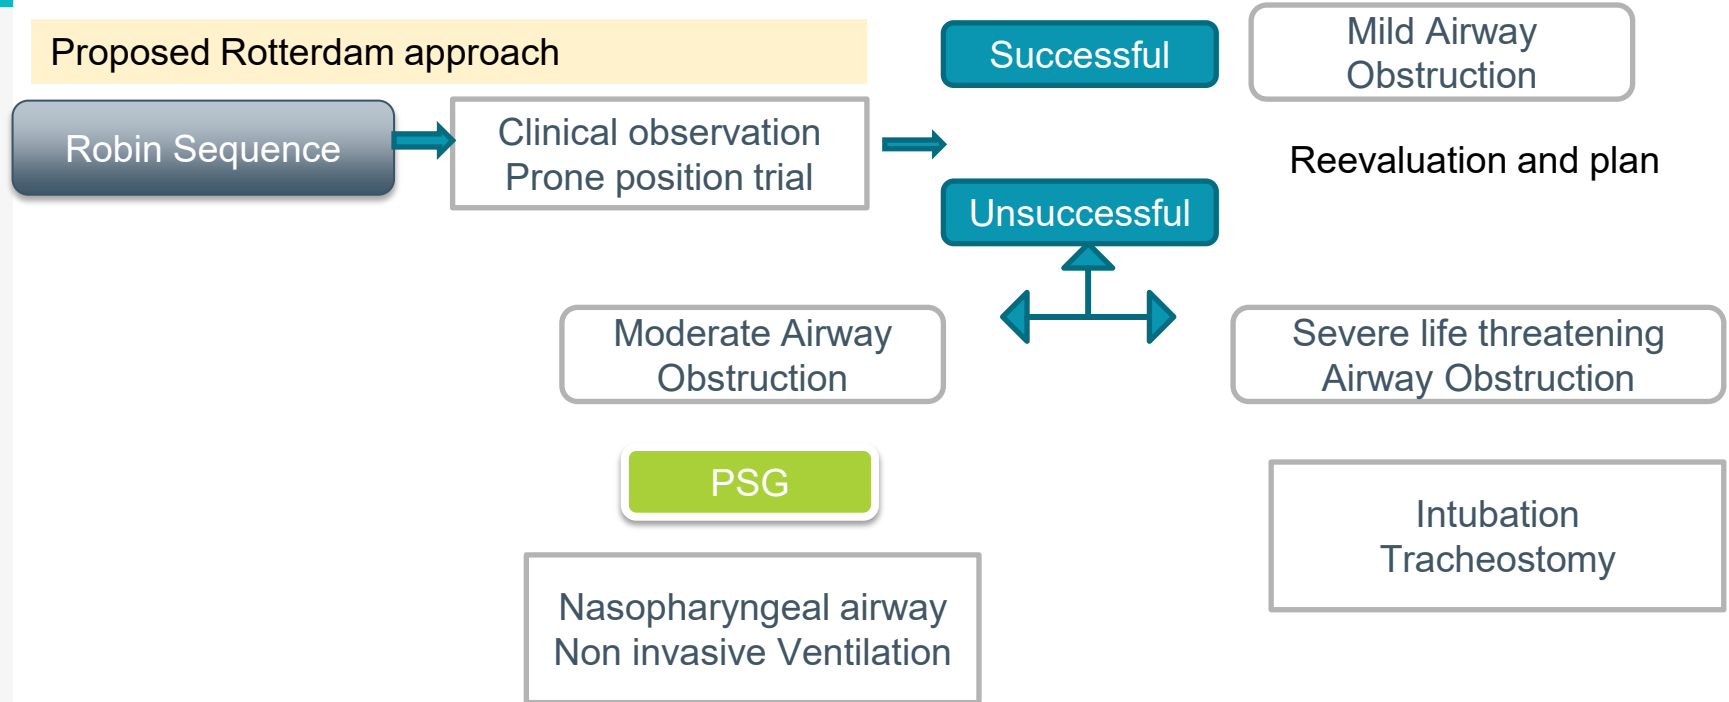 Proposed Rotterdam approach
Robin Sequence
Clinical observation
Prone position trial
Successful
Mild Airway
Obstruction
Reevaluation and plan
Unsuccessful
Moderate Airway
Obstruction
Severe life threatening
Airway Obstruction
PSG
Nasopharyngeal airway
Non invasive Ventilation
Intubation
Tracheostomy